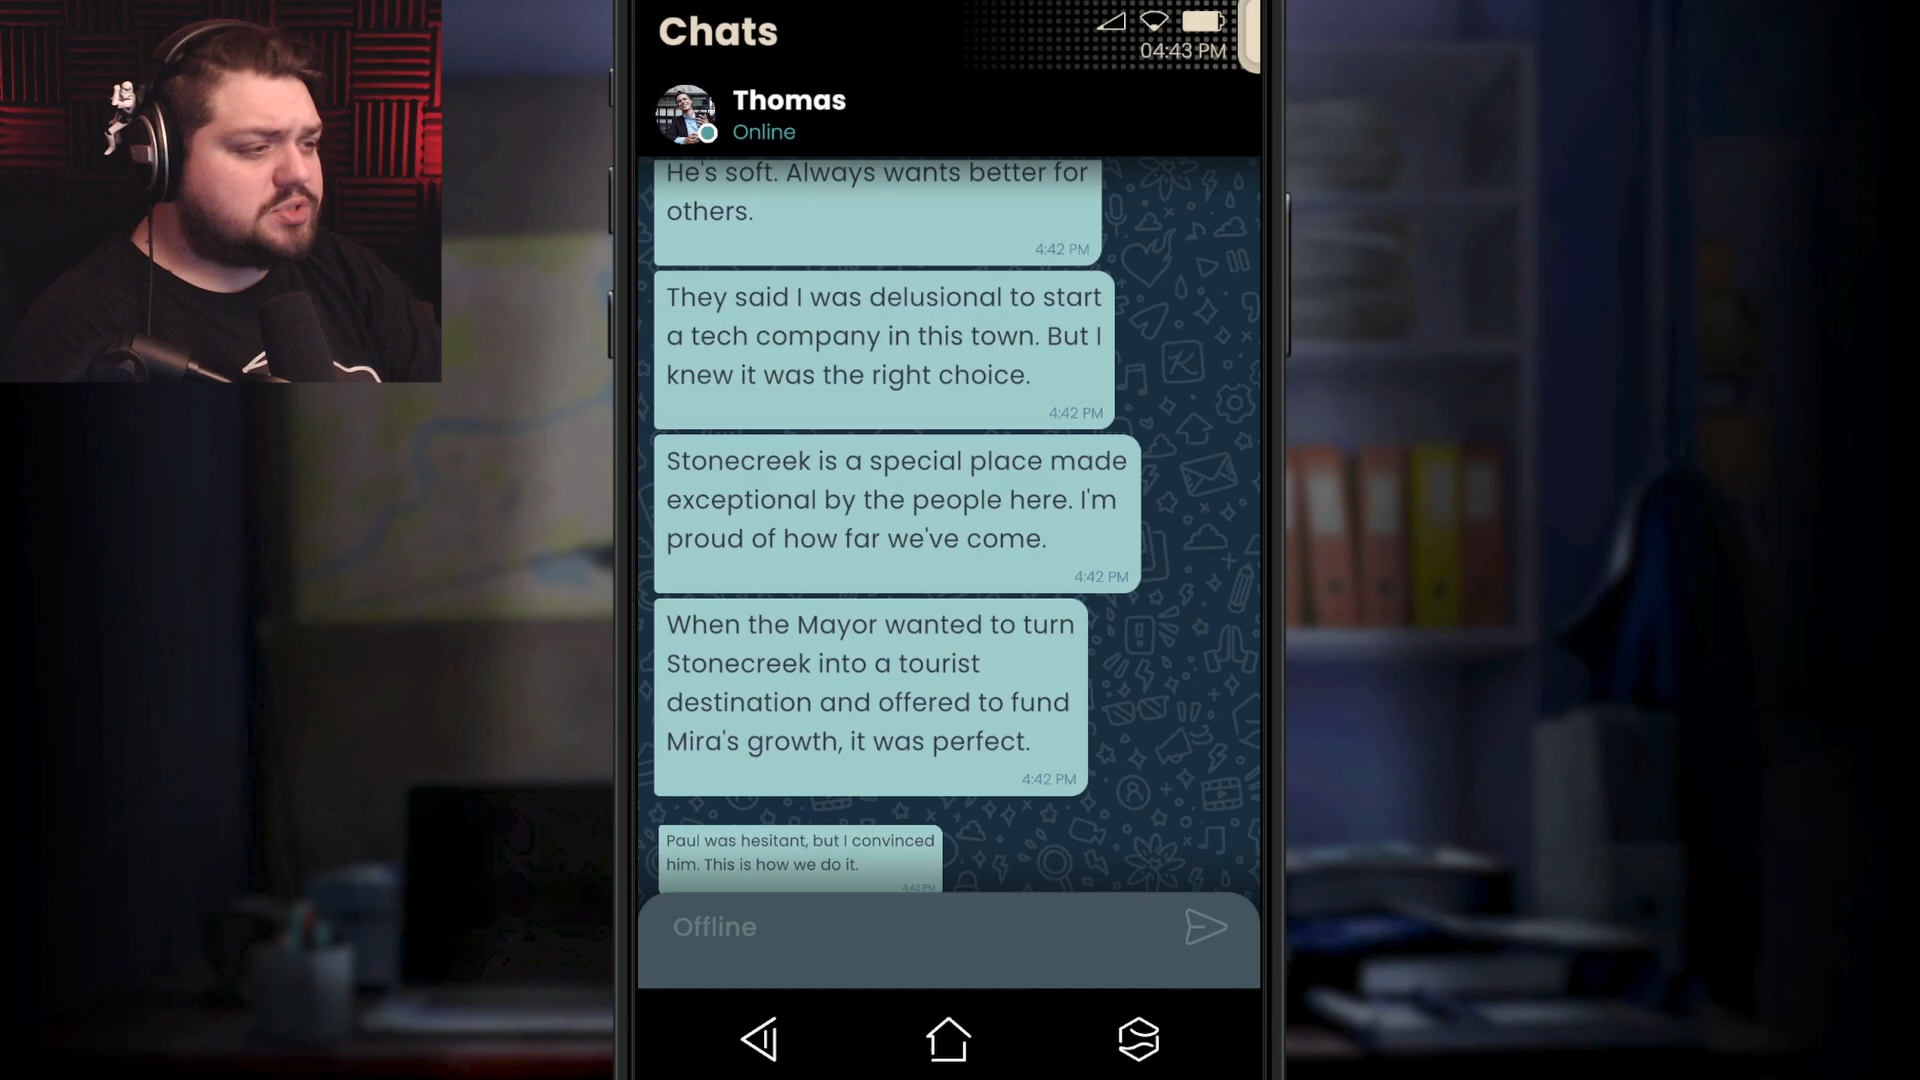 Chats
04:43 PM
Thomas
Online
He's soft. Always wants better for
others.
4:42 PM
They said I was delusional to start
a tech company in this town. But I
knew it was the right choice.
4:42 PM
Stonecreek is a special place made
exceptional by the people here. I'm
proud of how far we've come.
4:42 PM
When the Mayor wanted to turn
Stonecreek into a tourist
destination and offered to fund
Mira's growth, it was perfect.
4:42 PM
Paul was hesitant, but I convinced
him. This is how we do it.
4:42 PM
Offline